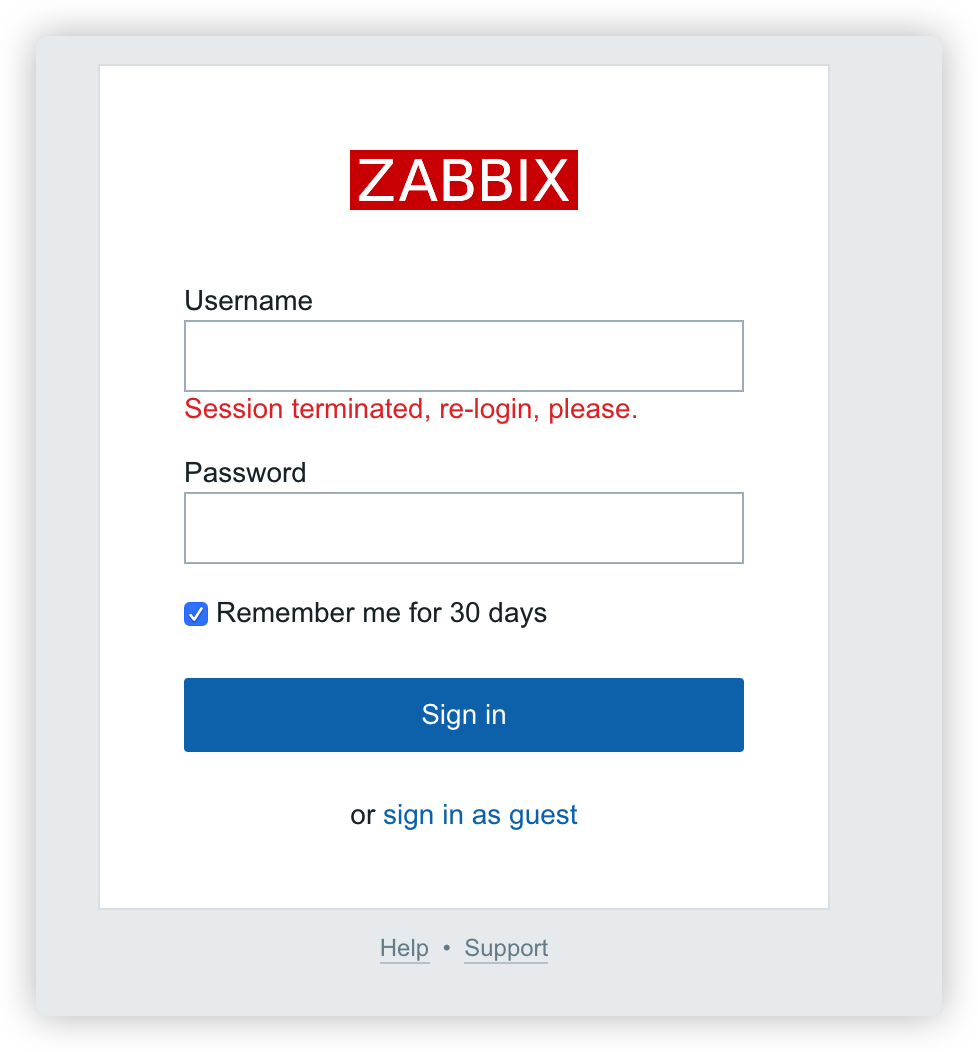 ZABBIX
Username
Session terminated, re-login, please.
Password
Remember me for 30 days
Sign in
or sign in as guest
Help • Support